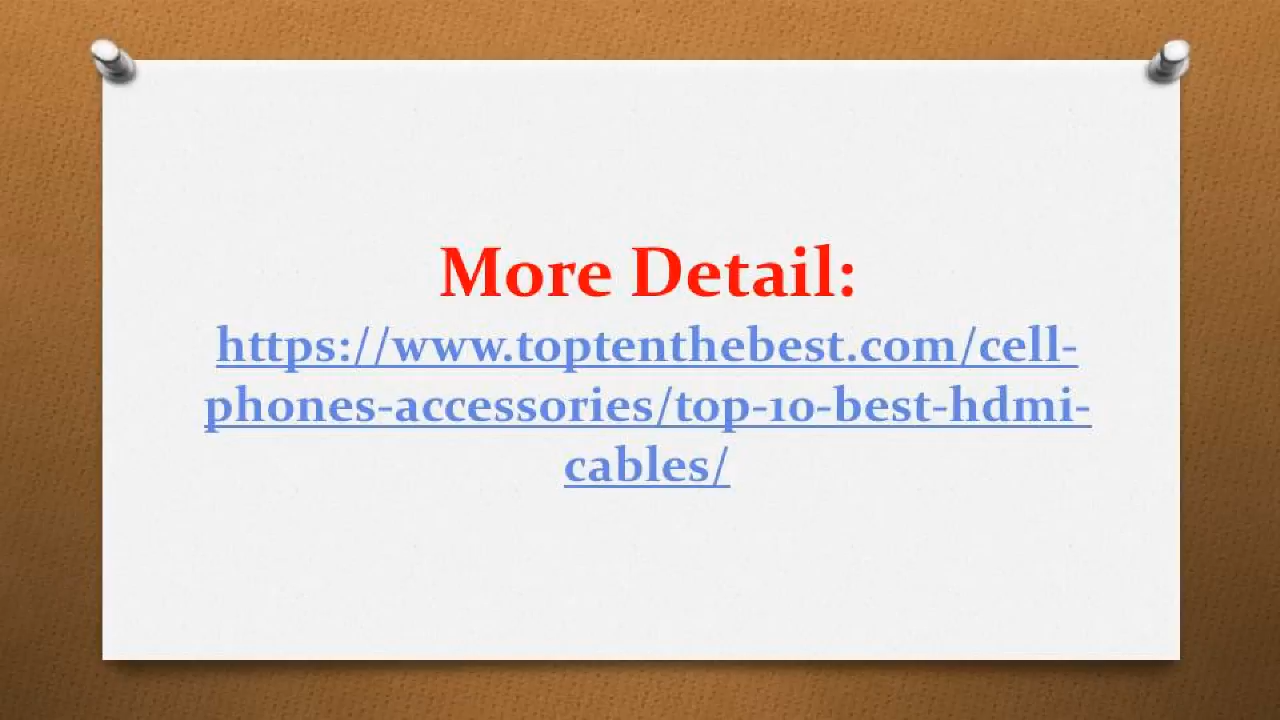 More Detail:
https://www.toptenthebest.com/cell-
phones-accessories/top-10-best-hdmi-
cables/